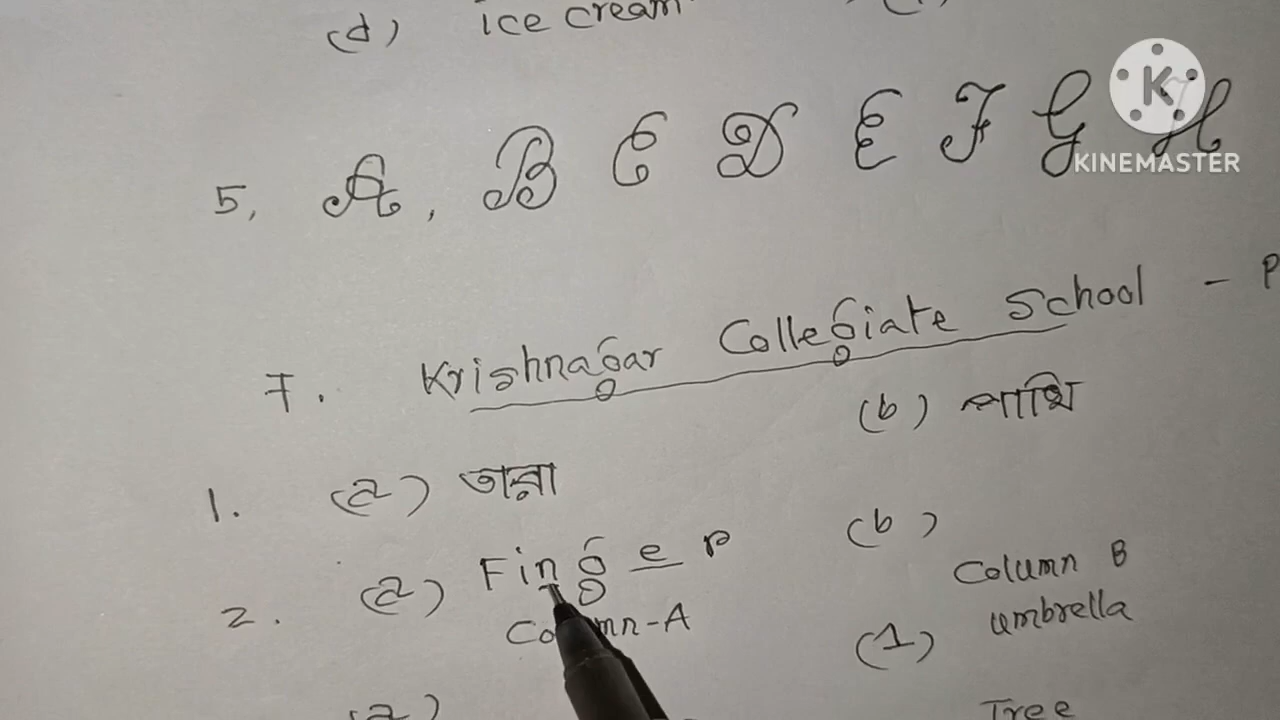 (d) ice cream
5, A, B C D E F G H
KINEMASTER
7. Krishnagar Collegiate School - P
1. (a) তারা (b) পাখি
2. (a) Finger (b)
Column-A Column B
(1) umbrella
(a) Tree